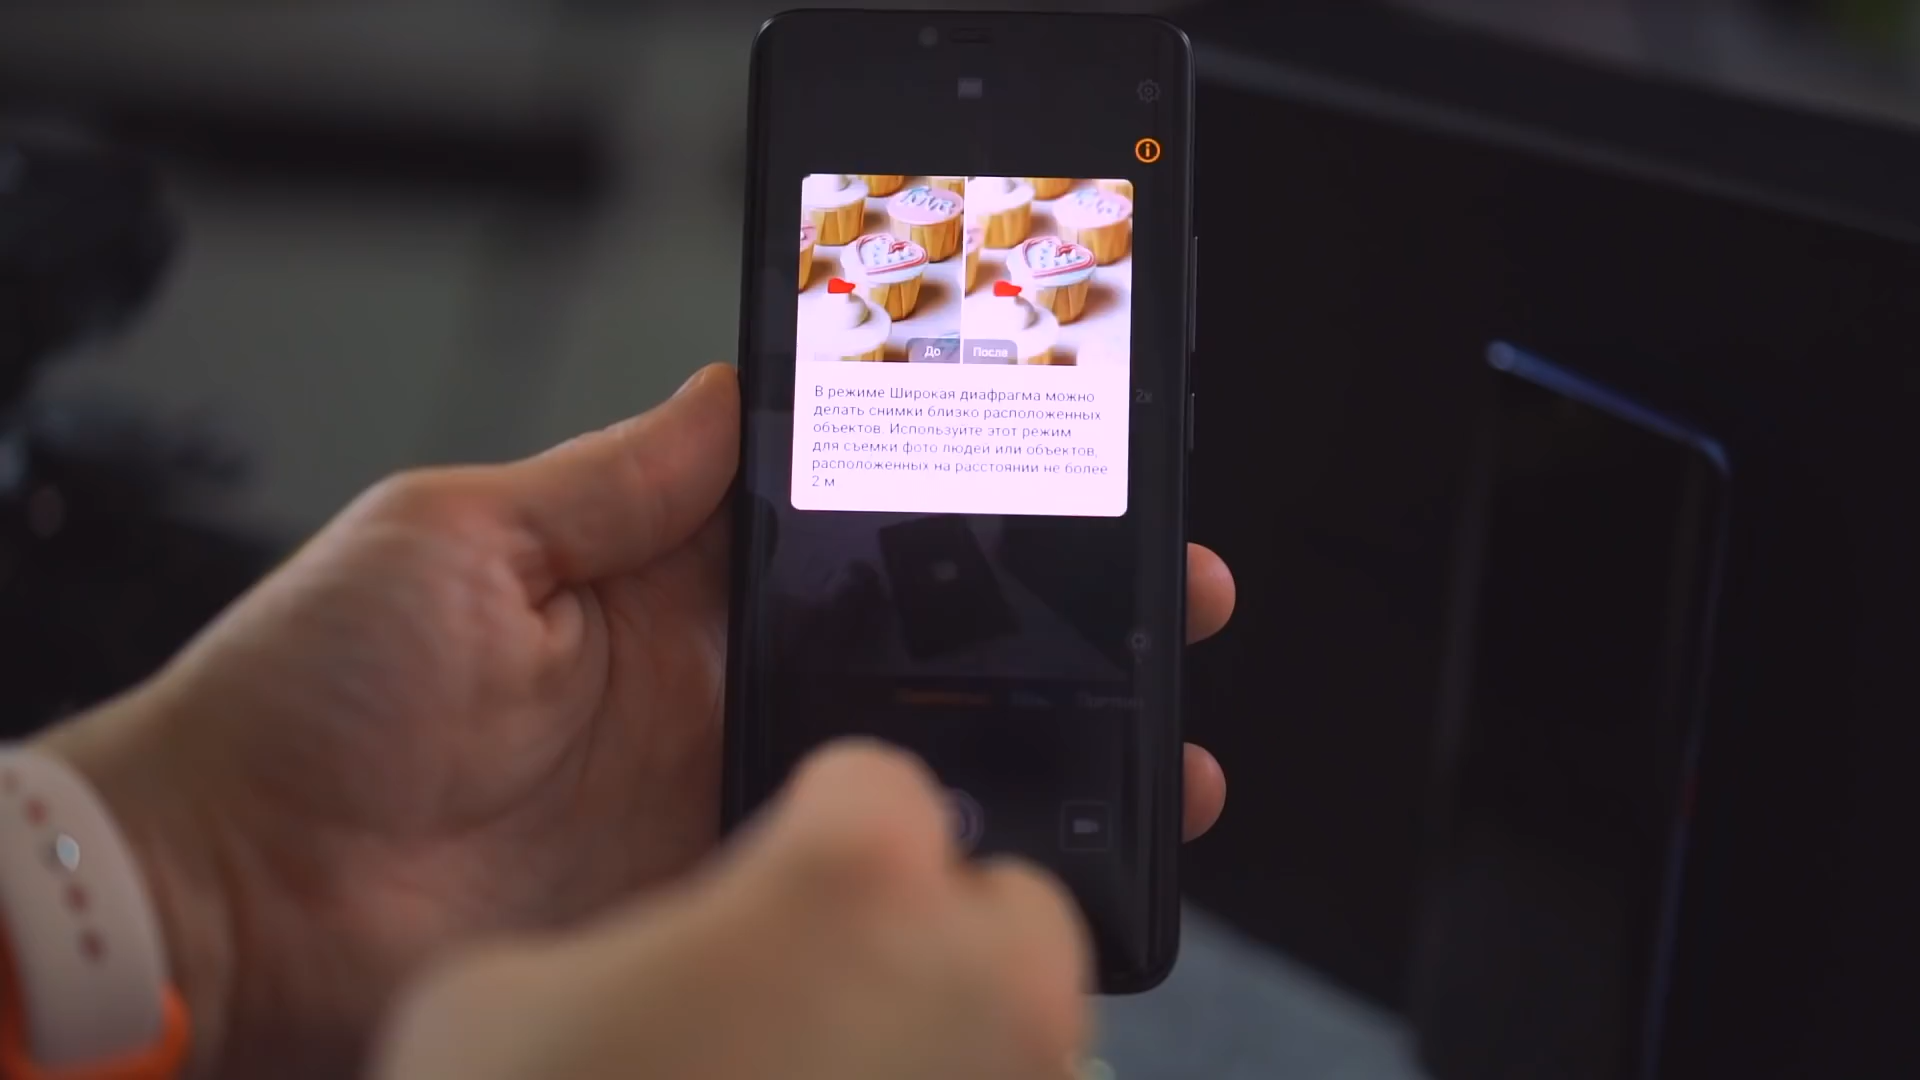 До
После
В режиме Широкая диафрагма можно
делать снимки близко расположенных
объектов. Используйте этот режим
для съемки фото людей или объектов,
расположенных на расстоянии не более
2 м